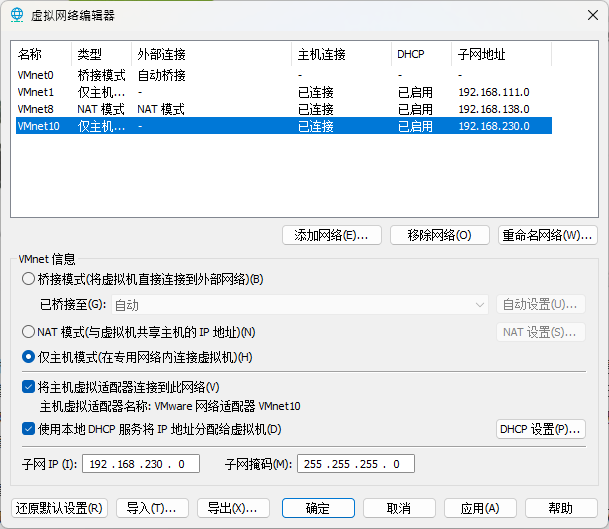 虚拟网络编辑器
名称 类型 外部连接 主机连接 DHCP 子网地址
VMnet0 桥接模式 自动桥接 - - -
VMnet1 仅主机... - 已连接 已启用 192.168.111.0
VMnet8 NAT 模式 NAT 模式 已连接 已启用 192.168.138.0
VMnet10 仅主机... - 已连接 已启用 192.168.230.0
添加网络(E)... 移除网络(O) 重命名网络(W)...
VMnet 信息
桥接模式(将虚拟机直接连接到外部网络)(B)
已桥接至(G): 自动 自动设置(U)...
NAT 模式(与虚拟机共享主机的 IP 地址)(N) NAT 设置(S)...
仅主机模式(在专用网络内连接虚拟机)(H)
将主机虚拟适配器连接到此网络(V)
主机虚拟适配器名称: VMware 网络适配器 VMnet10
使用本地 DHCP 服务将 IP 地址分配给虚拟机(D) DHCP 设置(P)...
子网 IP (I): 192 .168 .230 . 0 子网掩码(M): 255 .255 .255 . 0
还原默认设置(R) 导入(T)... 导出(X)... 确定 取消 应用(A) 帮助